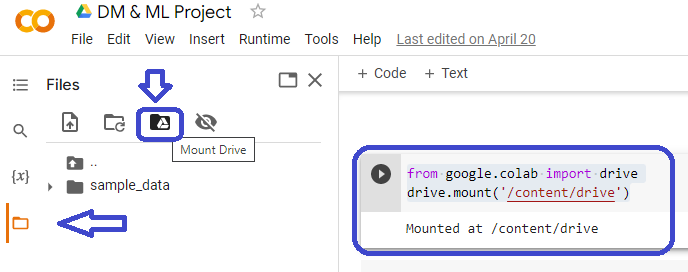 DM & ML Project
File Edit View Insert Runtime Tools Help Last edited on April 20
Files
+ Code + Text
Mount Drive
..
{x}
sample_data
from google.colab import drive
drive.mount('/content/drive')
Mounted at /content/drive